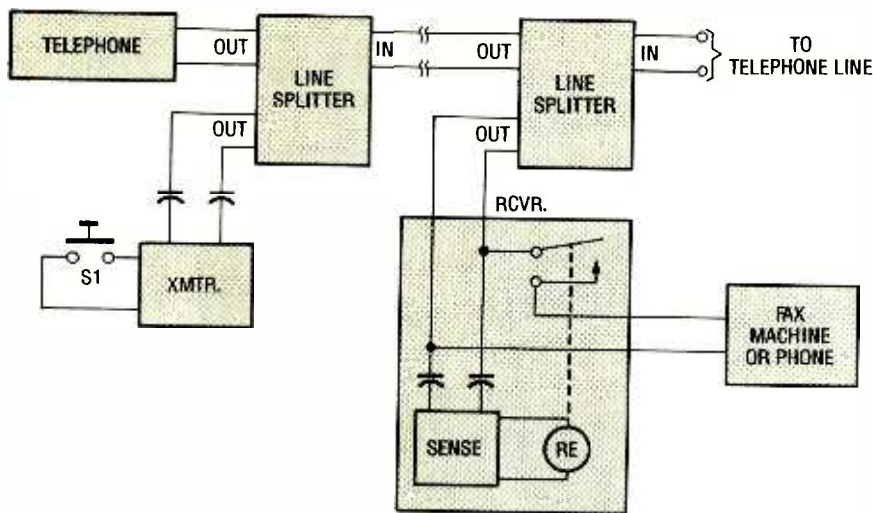 TELEPHONE
OUT
IN
OUT
IN
TO
TELEPHONE LINE
LINE
SPLITTER
LINE
SPLITTER
OUT
OUT
RCVR.
S1
XMTR.
FAX
MACHINE
OR PHONE
SENSE
RE